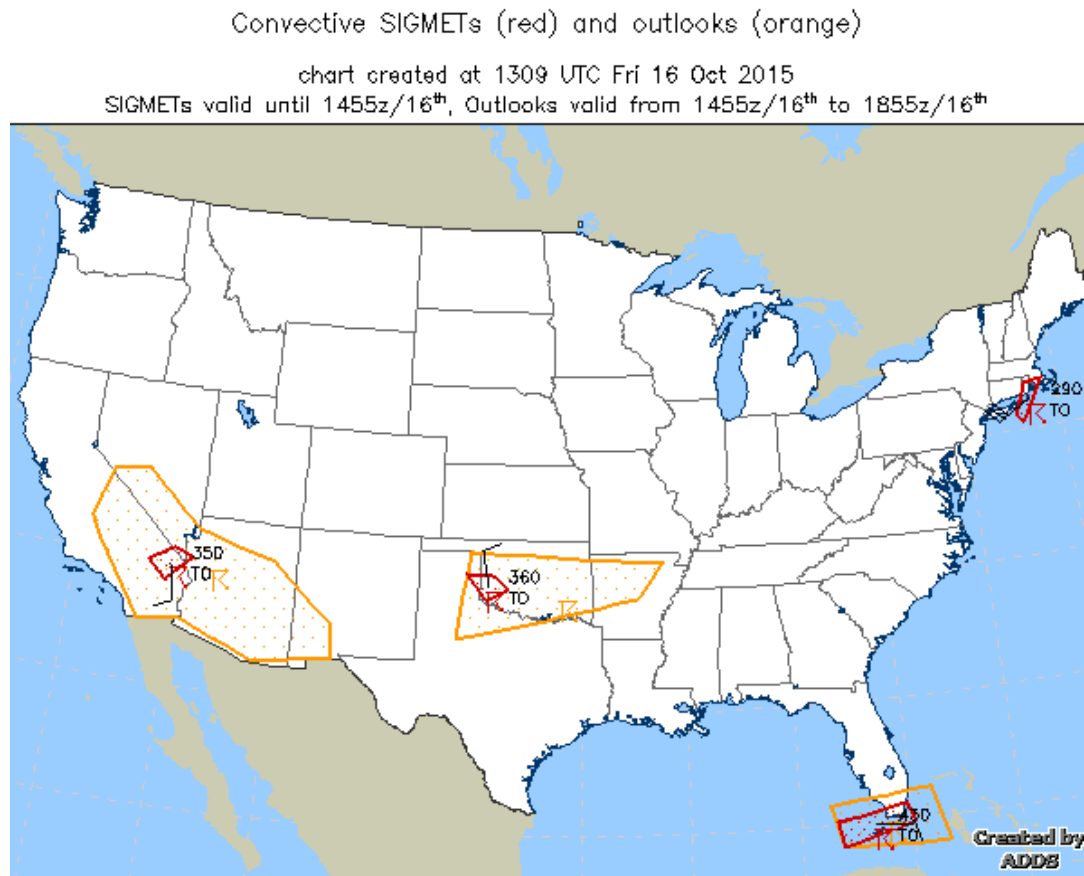 Convective SIGMETs (red) and outlooks (orange)
chart created at 1309 UTC Fri 16 Oct 2015
SIGMETs valid until 1455z/16th, Outlooks valid from 1455z/16th to 1855z/16th
290
TO
350
TO
360
TO
450
TO
Created by
ADDS